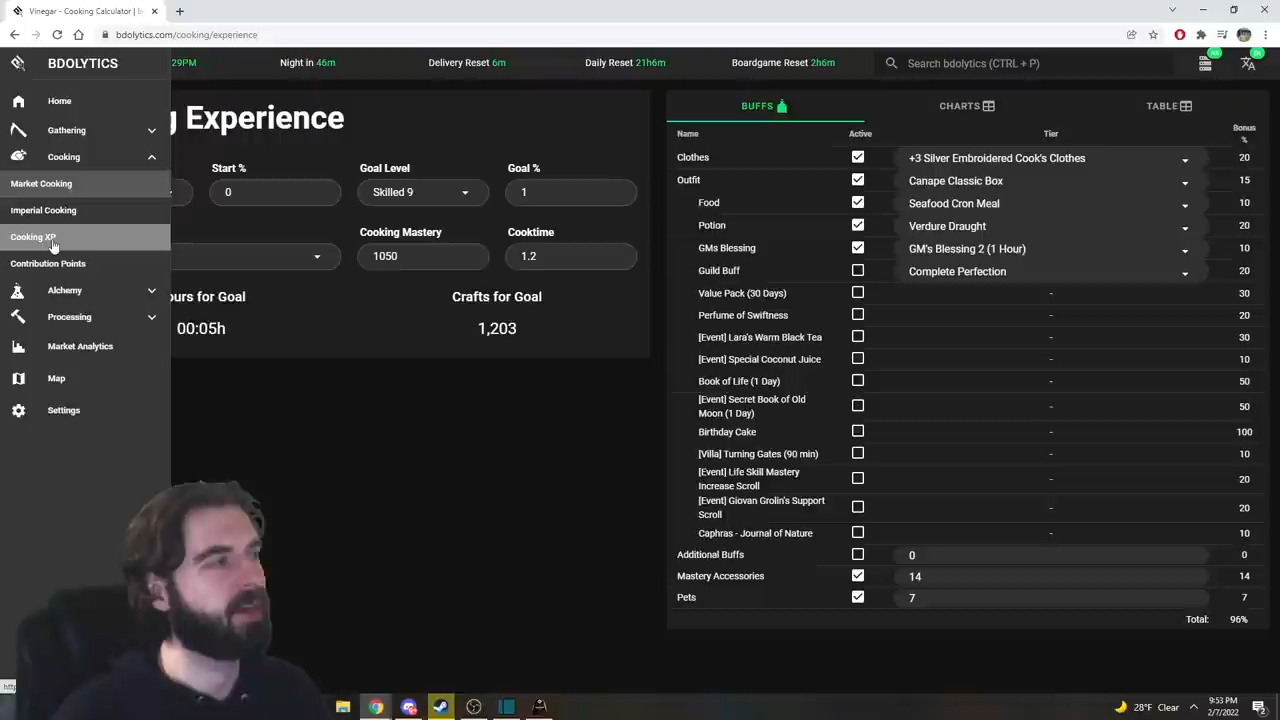 Vinegar - Cooking Calculator - b
bdolytics.com/cooking/experience
BDOLYTICS
29PM
Night in 46m
Delivery Reset 6m
Daily Reset 21h6m
Boardgame Reset 2h6m
Search bdolytics (CTRL + P)
NA
EN
Home
Gathering
Cooking
Market Cooking
Imperial Cooking
Cooking XP
Contribution Points
Alchemy
Processing
Market Analytics
Map
Settings
g Experience
Start %
Goal Level
Goal %
0
Skilled 9
1
Cooking Mastery
Cooktime
1050
1.2
ours for Goal
Crafts for Goal
00:05h
1,203
BUFFS
CHARTS
TABLE
Name
Active
Tier
Bonus %
Clothes
+3 Silver Embroidered Cook's Clothes
20
Outfit
Canape Classic Box
15
Food
Seafood Cron Meal
10
Potion
Verdure Draught
20
GMs Blessing
GM's Blessing 2 (1 Hour)
10
Guild Buff
Complete Perfection
20
Value Pack (30 Days)
-
30
Perfume of Swiftness
-
20
[Event] Lara's Warm Black Tea
-
30
[Event] Special Coconut Juice
-
10
Book of Life (1 Day)
-
50
[Event] Secret Book of Old Moon (1 Day)
-
50
Birthday Cake
-
100
[Villa] Turning Gates (90 min)
-
10
[Event] Life Skill Mastery Increase Scroll
-
20
[Event] Giovan Grolin's Support Scroll
-
20
Caphras - Journal of Nature
-
10
Additional Buffs
0
0
Mastery Accessories
14
14
Pets
7
7
Total: 96%
28°F Clear
9:53 PM
2/7/2022